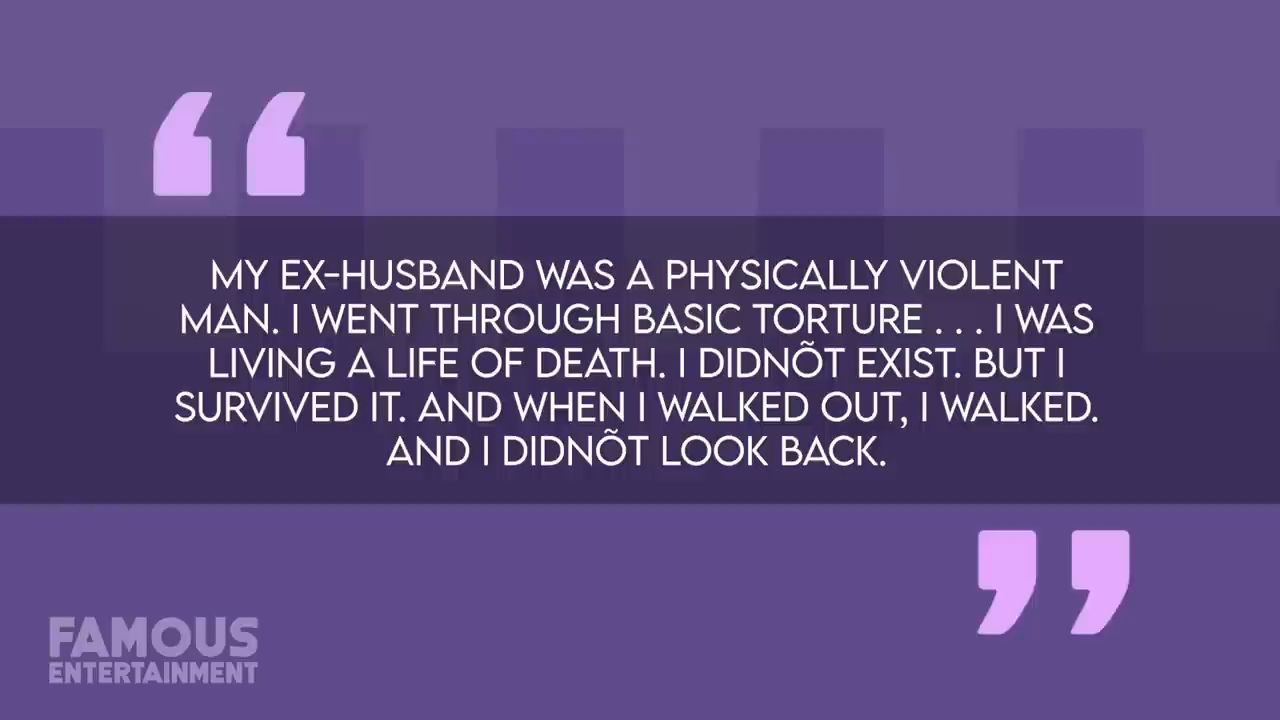 MY EX-HUSBAND WAS A PHYSICALLY VIOLENT
MAN. I WENT THROUGH BASIC TORTURE . . . I WAS
LIVING A LIFE OF DEATH. I DIDNÕT EXIST. BUT I
SURVIVED IT. AND WHEN I WALKED OUT, I WALKED.
AND I DIDNÕT LOOK BACK.
FAMOUS
ENTERTAINMENT